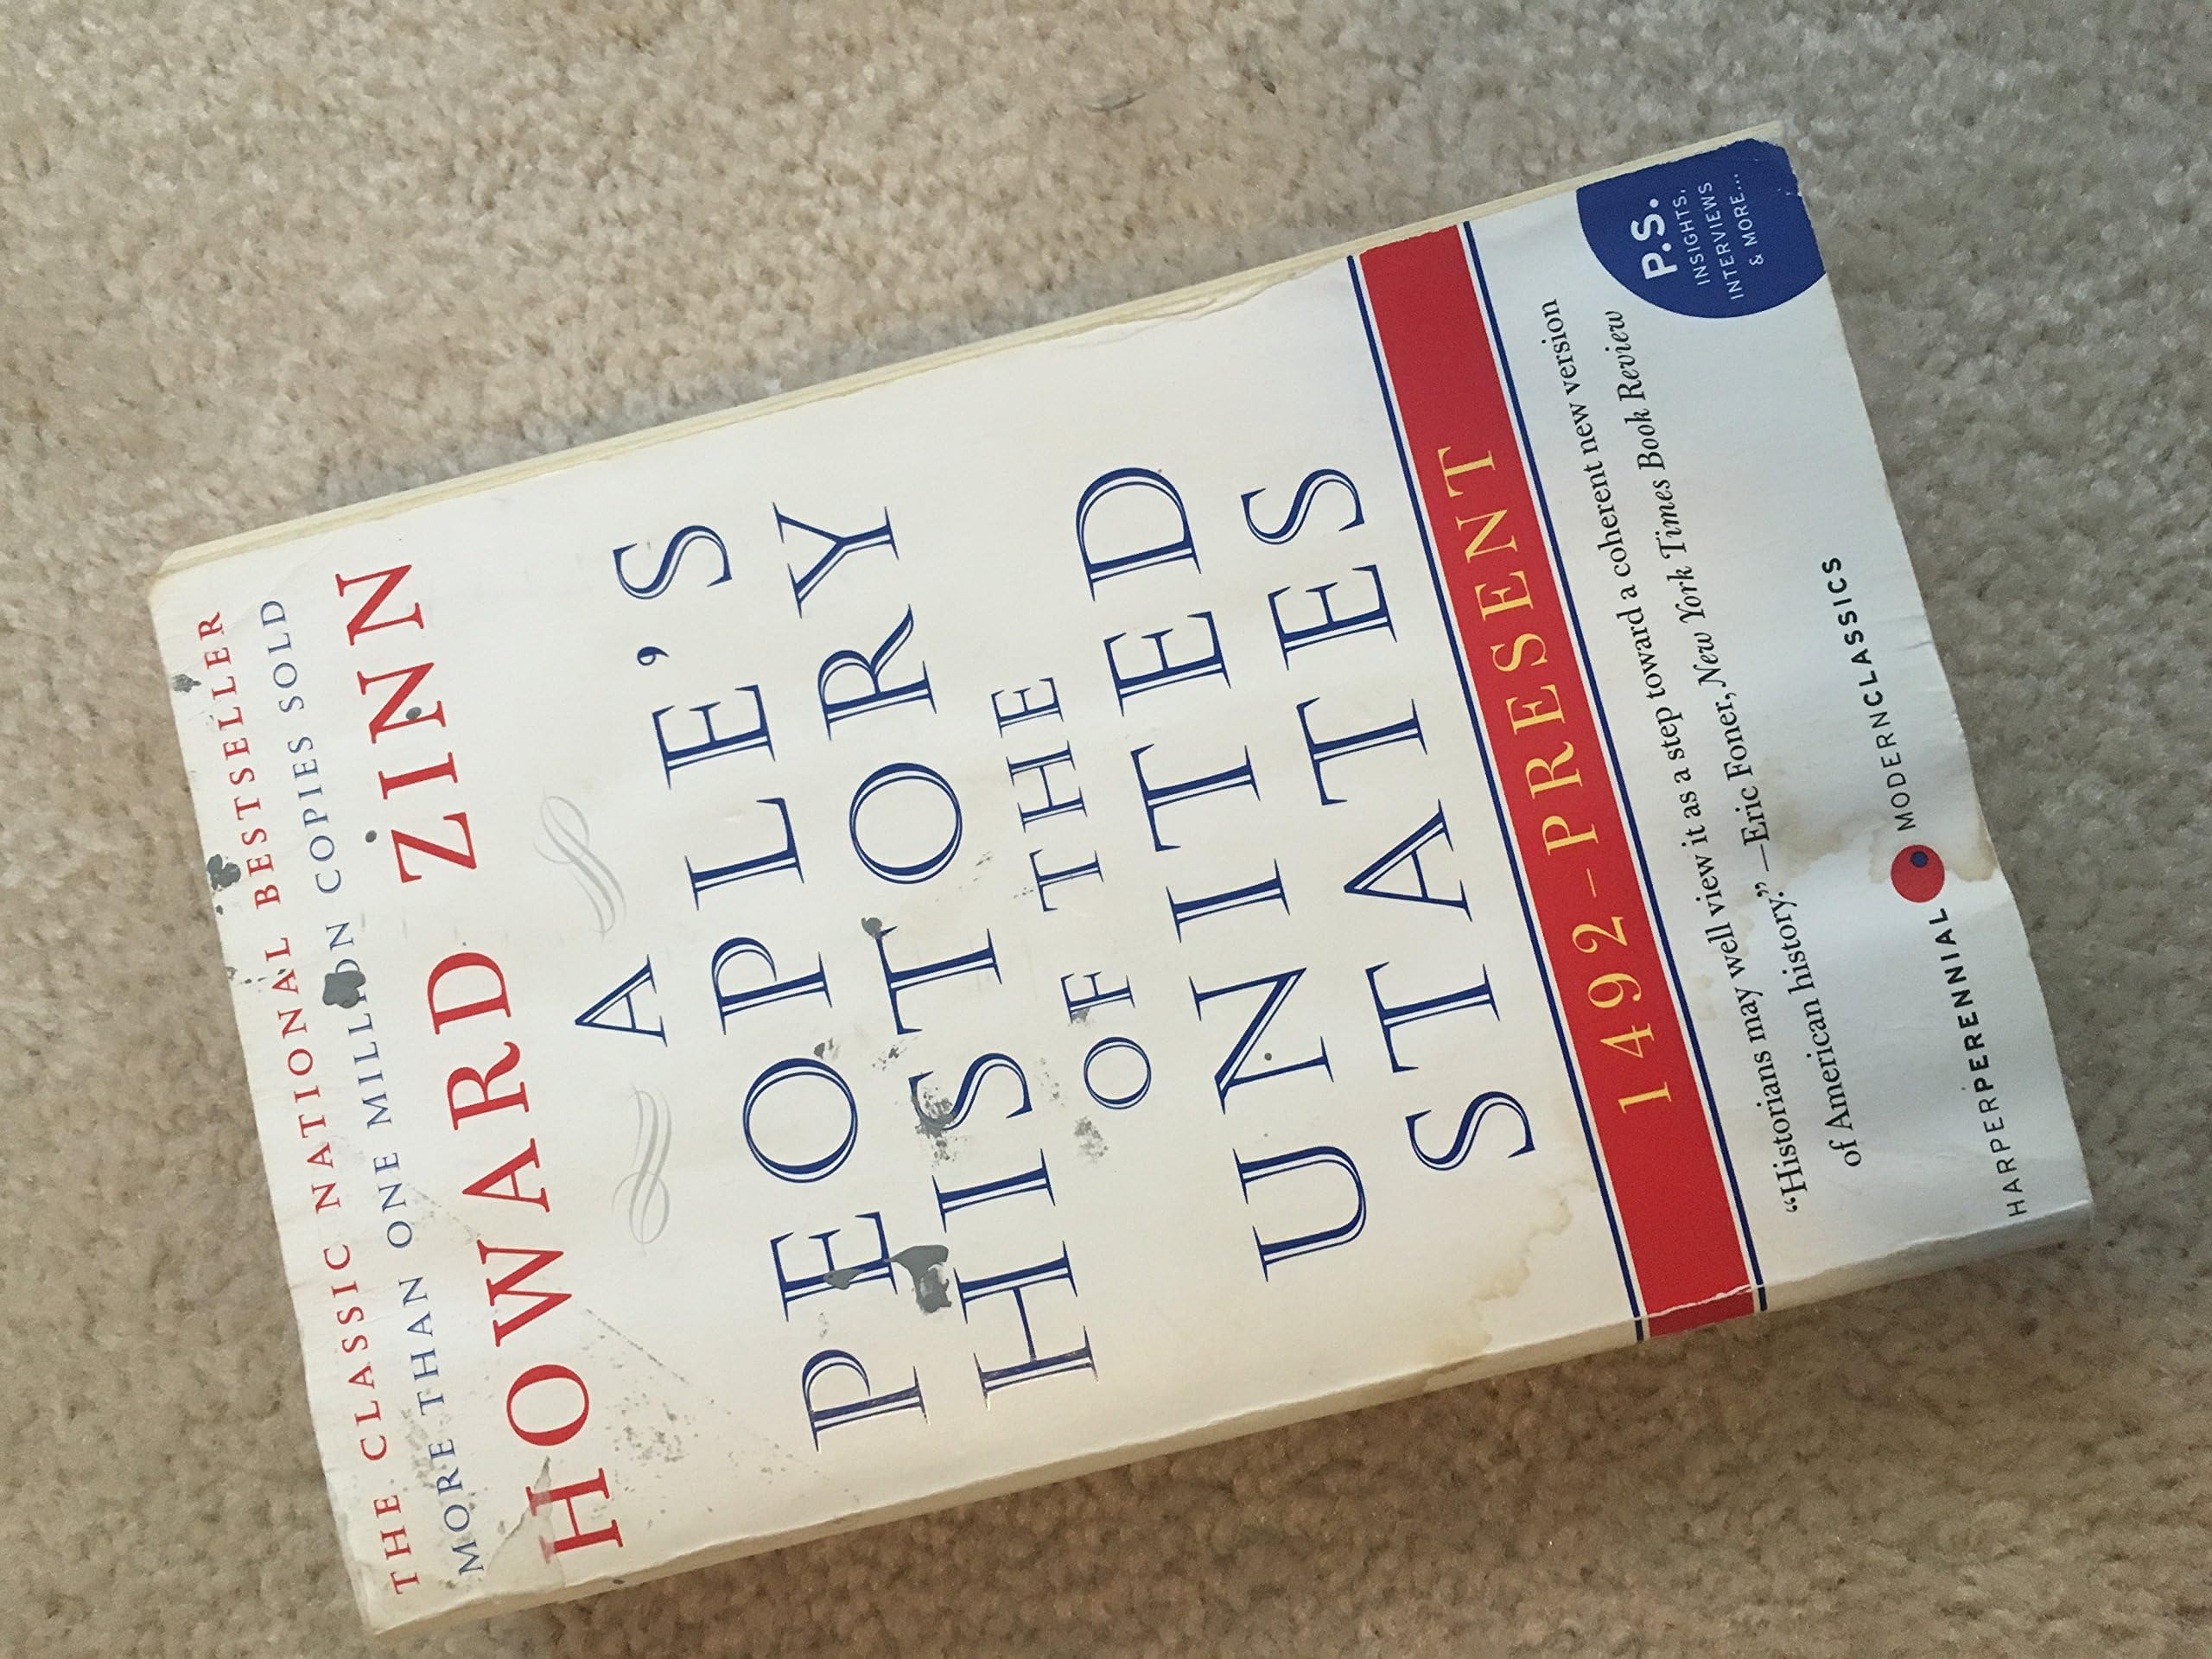 THE CLASSIC NATIONAL BESTSELLER
MORE THAN ONE MILLION COPIES SOLD
HOWARD ZINN
A
PEOPLE'S
HISTORY
OF THE
UNITED
STATES
1492–PRESENT
“Historians may well view it as a step toward a coherent new version
of American history.” —Eric Foner, New York Times Book Review
P.S.
INSIGHTS,
INTERVIEWS
& MORE...
HARPERPERENNIAL MODERNCLASSICS